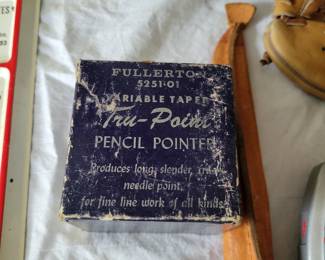 FULLERTON
5251-01
VARIABLE TAPER
Tru-Point
PENCIL POINTER
Produces long, slender, true
needle point,
for fine line work of all kinds